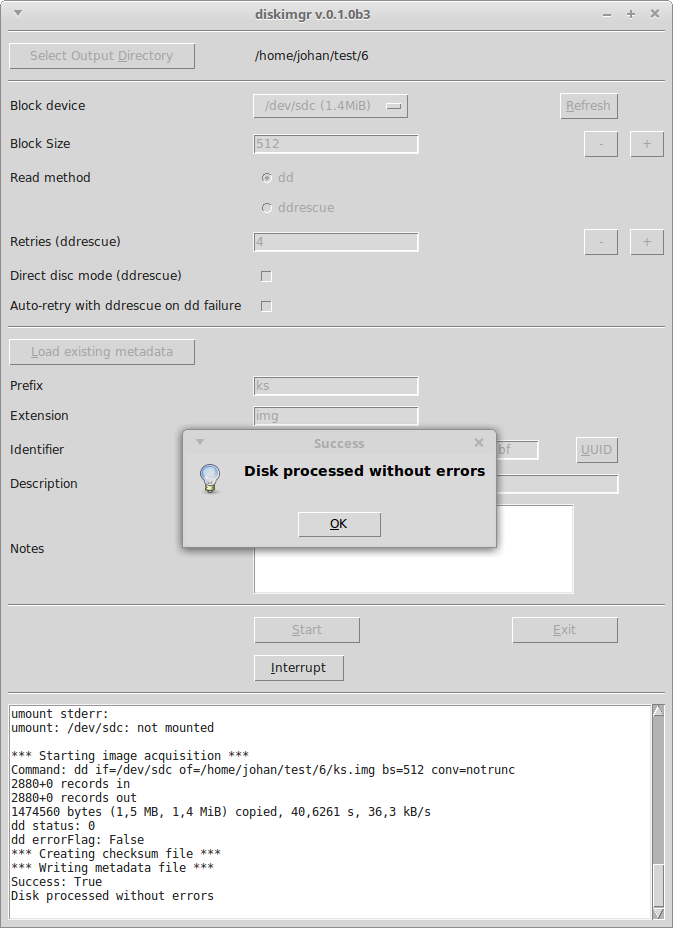 diskimgr v.0.1.0b3
Select Output Directory /home/johan/test/6
Block device /dev/sdc (1.4MiB) Refresh
Block Size 512 - +
Read method dd
ddrescue
Retries (ddrescue) 4 - +
Direct disc mode (ddrescue)
Auto-retry with ddrescue on dd failure
Load existing metadata
Prefix ks
Extension img
Identifier bf UUID
Description
Notes
Success
Disk processed without errors
OK
Start Exit
Interrupt
umount stderr:
umount: /dev/sdc: not mounted
*** Starting image acquisition ***
Command: dd if=/dev/sdc of=/home/johan/test/6/ks.img bs=512 conv=notrunc
2880+0 records in
2880+0 records out
1474560 bytes (1,5 MB, 1,4 MiB) copied, 40,6261 s, 36,3 kB/s
dd status: 0
dd errorFlag: False
*** Creating checksum file ***
*** Writing metadata file ***
Success: True
Disk processed without errors